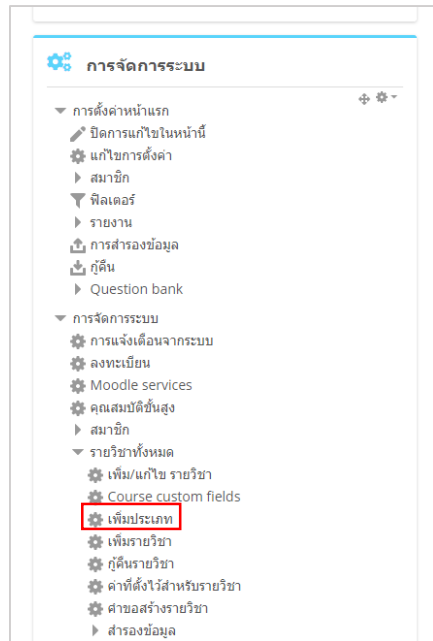 การจัดการระบบ
การตั้งค่าหน้าแรก
ปิดการแก้ไขในหน้านี้
แก้ไขการตั้งค่า
สมาชิก
ฟิลเตอร์
รายงาน
การสำรองข้อมูล
กู้คืน
Question bank
การจัดการระบบ
การแจ้งเตือนจากระบบ
ลงทะเบียน
Moodle services
คุณสมบัติขั้นสูง
สมาชิก
รายวิชาทั้งหมด
เพิ่ม/แก้ไข รายวิชา
Course custom fields
เพิ่มประเภท
เพิ่มรายวิชา
กู้คืนรายวิชา
ค่าที่ตั้งไว้สำหรับรายวิชา
คำขอสร้างรายวิชา
สำรองข้อมูล